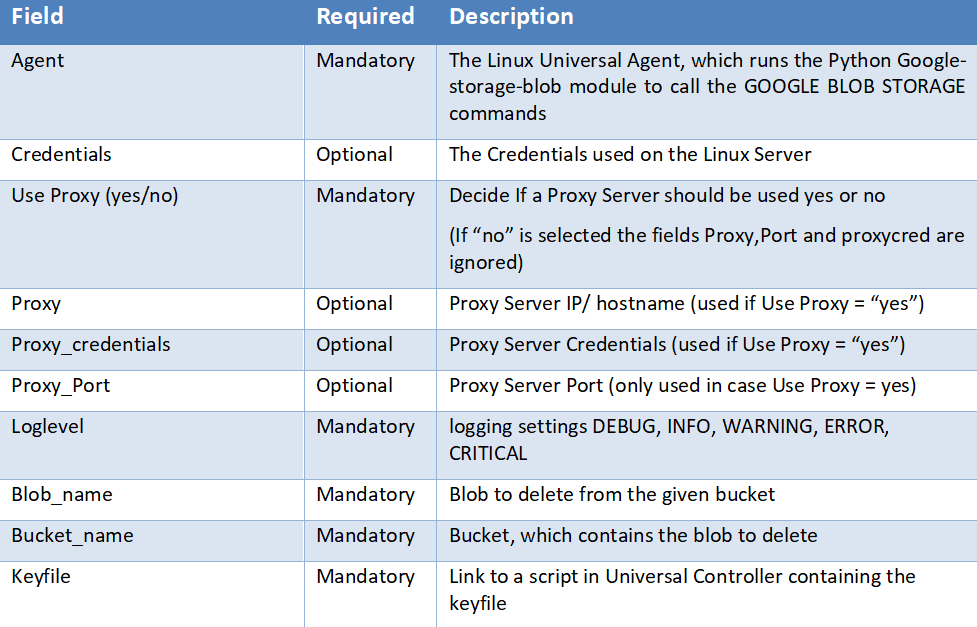 Field Required Description
Agent Mandatory The Linux Universal Agent, which runs the Python Google-
storage-blob module to call the GOOGLE BLOB STORAGE
commands
Credentials Optional The Credentials used on the Linux Server
Use Proxy (yes/no) Mandatory Decide If a Proxy Server should be used yes or no
(If “no” is selected the fields Proxy,Port and proxycred are
ignored)
Proxy Optional Proxy Server IP/ hostname (used if Use Proxy = “yes”)
Proxy_credentials Optional Proxy Server Credentials (used if Use Proxy = “yes”)
Proxy_Port Optional Proxy Server Port (only used in case Use Proxy = yes)
Loglevel Mandatory logging settings DEBUG, INFO, WARNING, ERROR,
CRITICAL
Blob_name Mandatory Blob to delete from the given bucket
Bucket_name Mandatory Bucket, which contains the blob to delete
Keyfile Mandatory Link to a script in Universal Controller containing the
keyfile